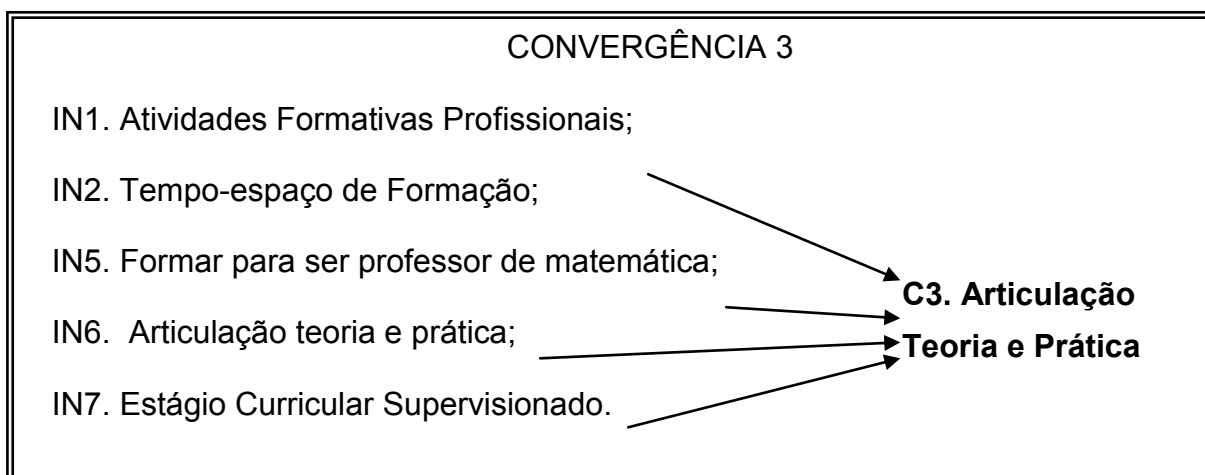 CONVERGÊNCIA 3
IN1. Atividades Formativas Profissionais;
IN2. Tempo-espaço de Formação;
IN5. Formar para ser professor de matemática;
IN6. Articulação teoria e prática;
IN7. Estágio Curricular Supervisionado.
C3. Articulação
Teoria e Prática